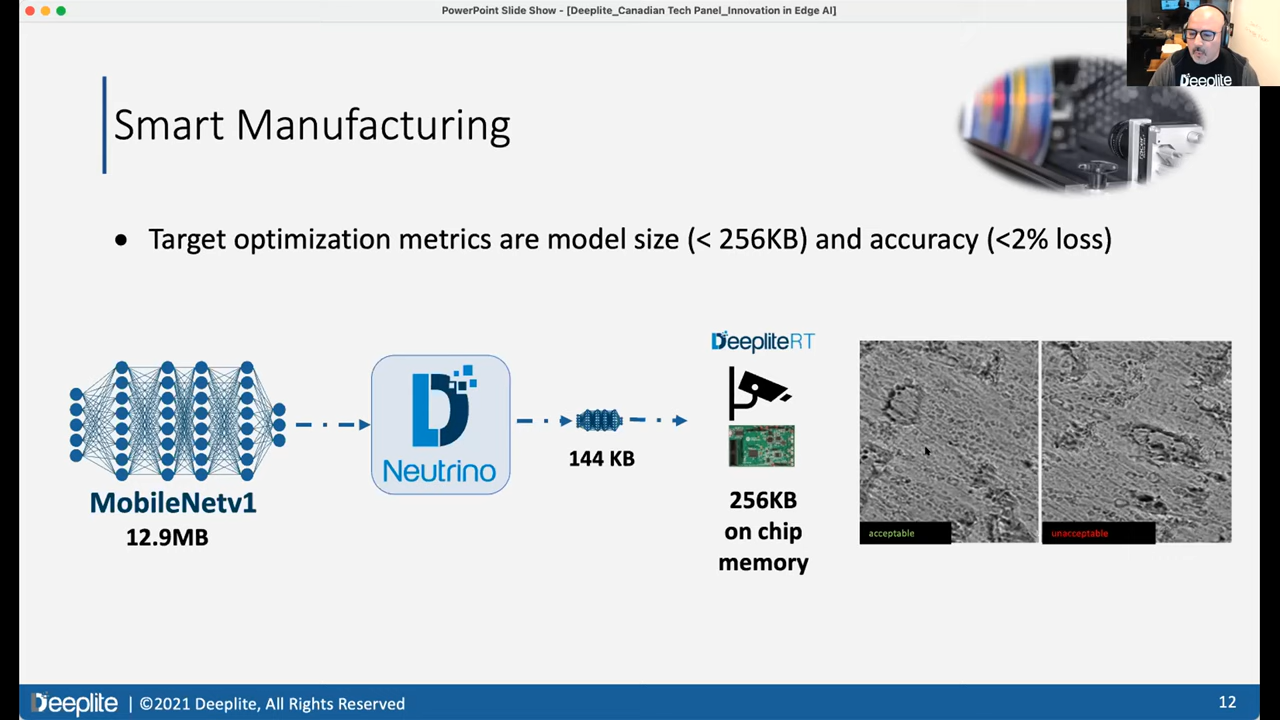 PowerPoint Slide Show - [Deeplite_Canadian Tech Panel_Innovation in Edge AI]
Deeplite
Smart Manufacturing
● Target optimization metrics are model size (< 256KB) and accuracy (<2% loss)
DeepliteRT
Neutrino
144 KB
MobileNetv1
12.9MB
256KB
on chip
memory
acceptable
unacceptable
Deeplite | ©2021 Deeplite, All Rights Reserved
12